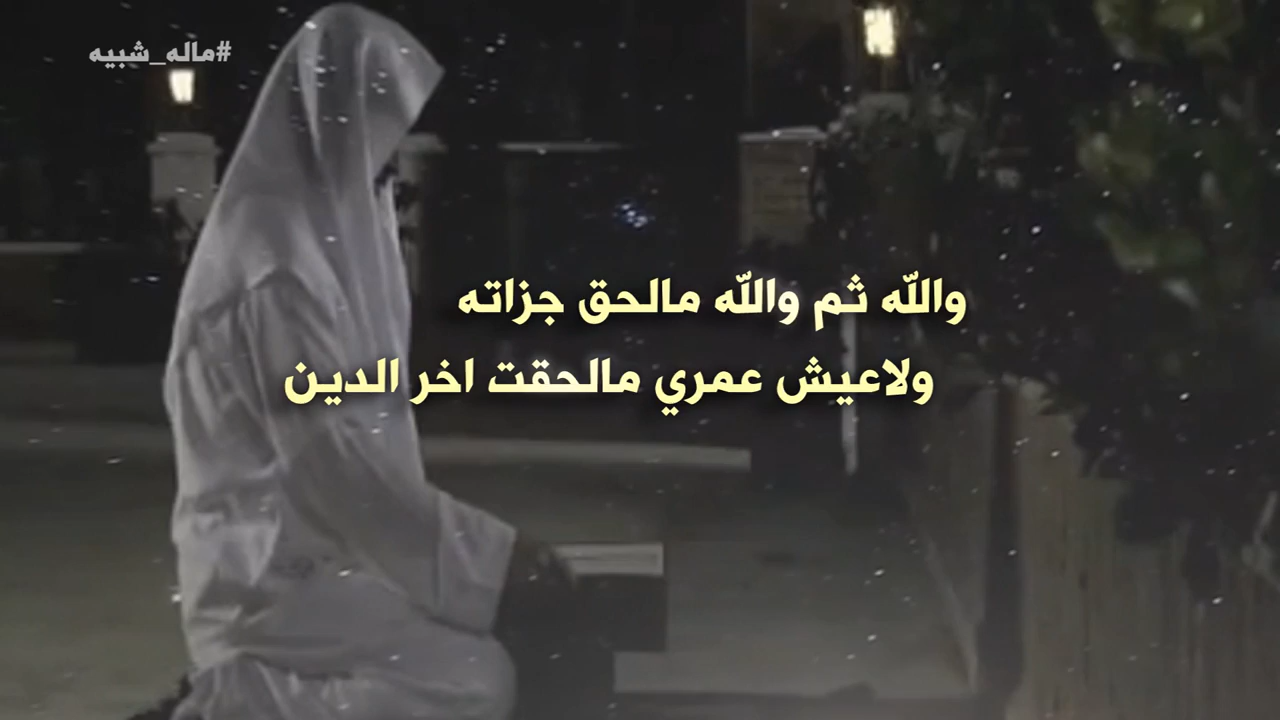 #ماله_شبيه
والله ثم والله مالحق جزاته
ولاعيش عمري مالحقت اخر الدين